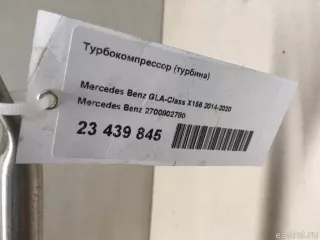 Турбокомпрессор (турбина)
Mercedes Benz GLA-Class X156 2014-2020
Mercedes Benz 2700902780
23 439 845